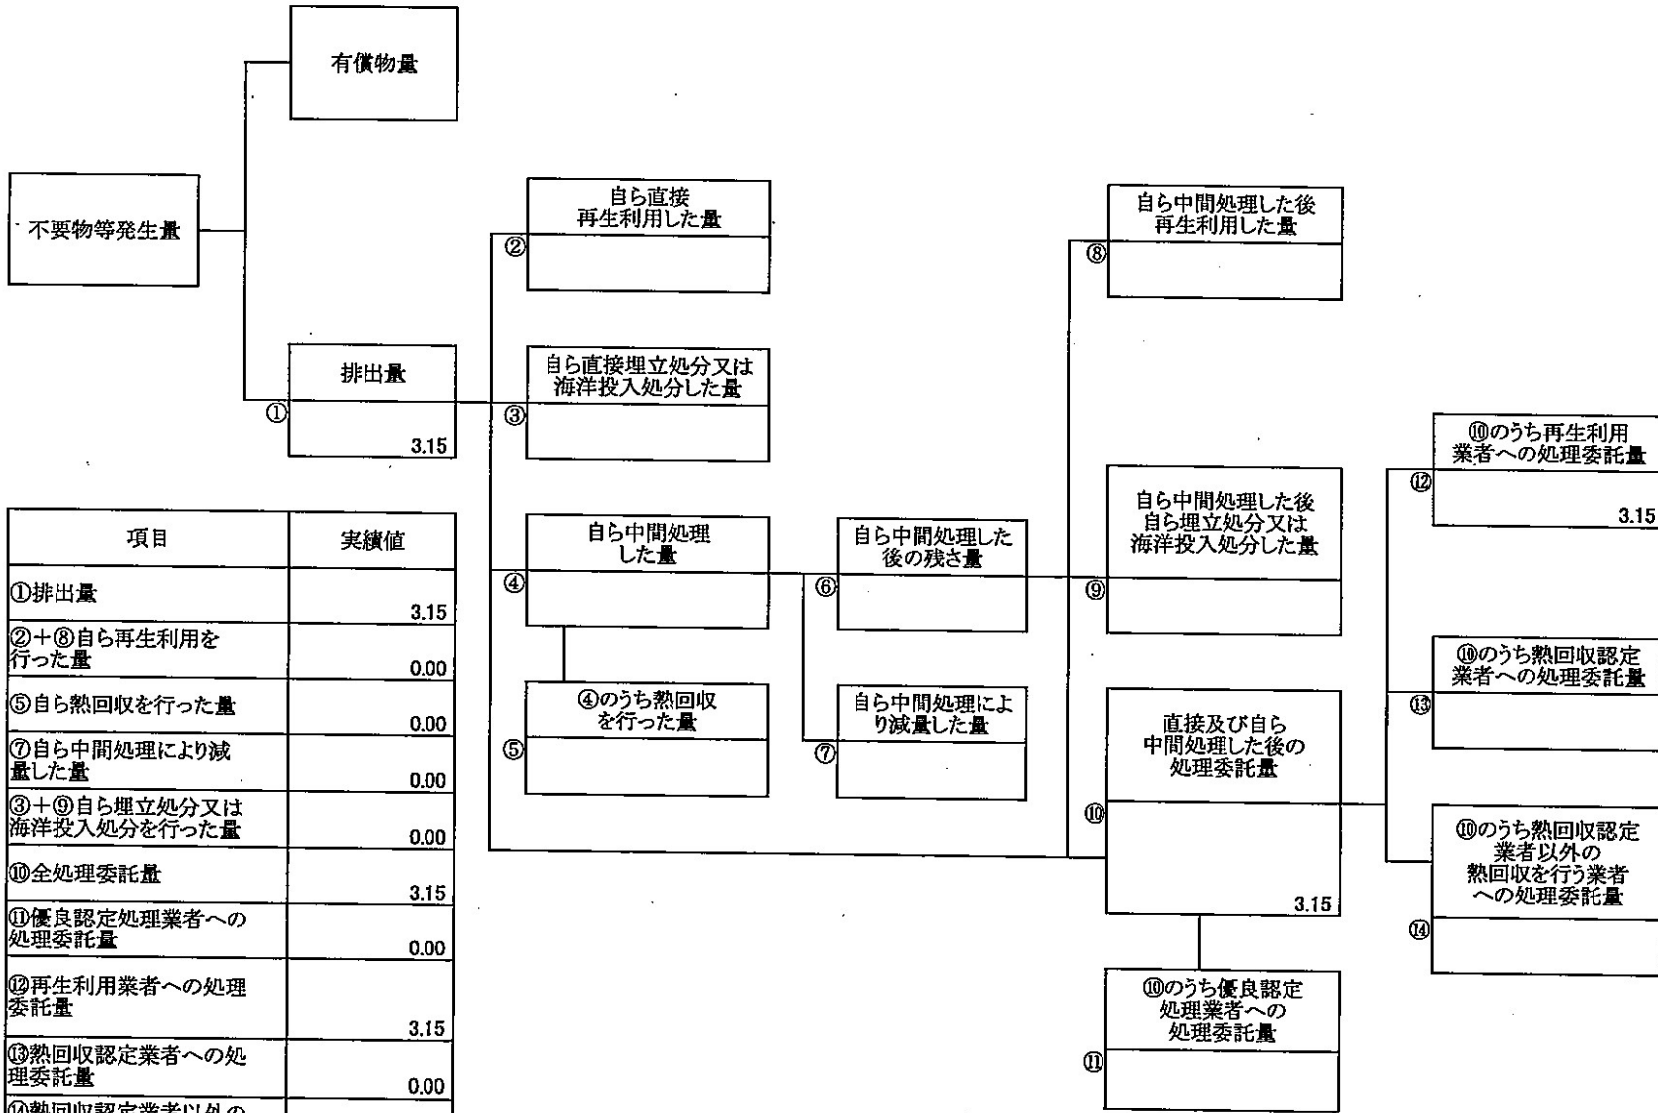 有償物量
不要物等発生量
排出量
①
3.15
自ら直接
再生利用した量
②
自ら直接埋立処分又は
海洋投入処分した量
③
自ら中間処理
した量
④
④のうち熱回収
を行った量
⑤
自ら中間処理した
後の残さ量
⑥
自ら中間処理によ
り減量した量
⑦
自ら中間処理した後
再生利用した量
⑧
自ら中間処理した後
自ら埋立処分又は
海洋投入処分した量
⑨
直接及び自ら
中間処理した後の
処理委託量
⑩
3.15
⑩のうち優良認定
処理業者への
処理委託量
⑪
⑩のうち再生利用
業者への処理委託量
⑫
3.15
⑩のうち熱回収認定
業者への処理委託量
⑬
⑩のうち熱回収認定
業者以外の
熱回収を行う業者
への処理委託量
⑭
項目 実績値
①排出量
3.15
②+⑧自ら再生利用を
行った量
0.00
⑤自ら熱回収を行った量
0.00
⑦自ら中間処理により減
量した量
0.00
③+⑨自ら埋立処分又は
海洋投入処分を行った量
0.00
⑩全処理委託量
3.15
⑪優良認定処理業者への
処理委託量
0.00
⑫再生利用業者への処理
委託量
3.15
⑬熱回収認定業者への処
理委託量
0.00
⑭熱回収認定業者以外の